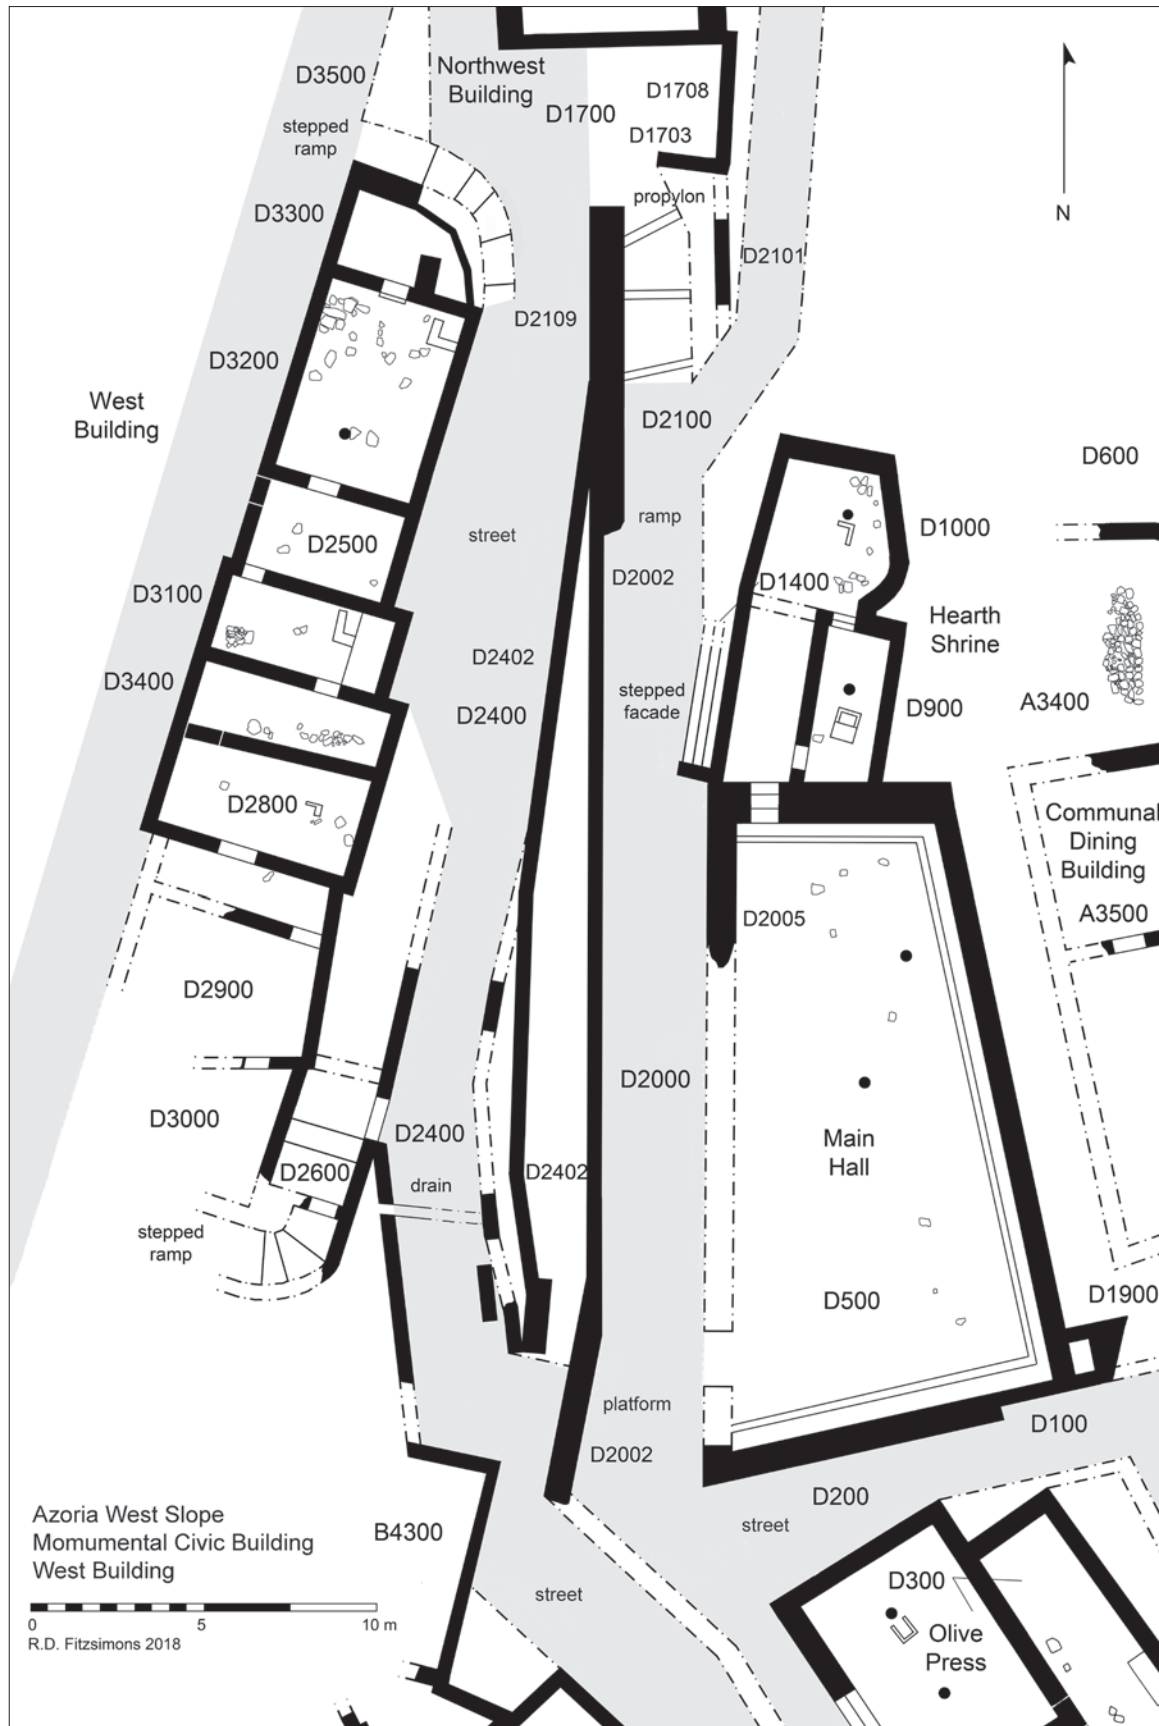 D3500
Northwest
Building
D1708
D1700
stepped
ramp
D1703
propylon
D3300
N
D2101
D2109
D3200
West
Building
D2100
D600
ramp
D1000
street
D2500
D2002
D1400
D3100
Hearth
Shrine
D2402
D3400
stepped
facade
A3400
D900
D2400
D2800
Communal
Dining
Building
D2005
A3500
D2900
D2000
D3000
D2400
Main
Hall
D2600
D2402
drain
stepped
ramp
D1900
D500
platform
D100
D2002
D200
Azoria West Slope
Momumental Civic Building
West Building
B4300
street
D300
street
0 5 10 m
Olive
Press
R.D. Fitzsimons 2018